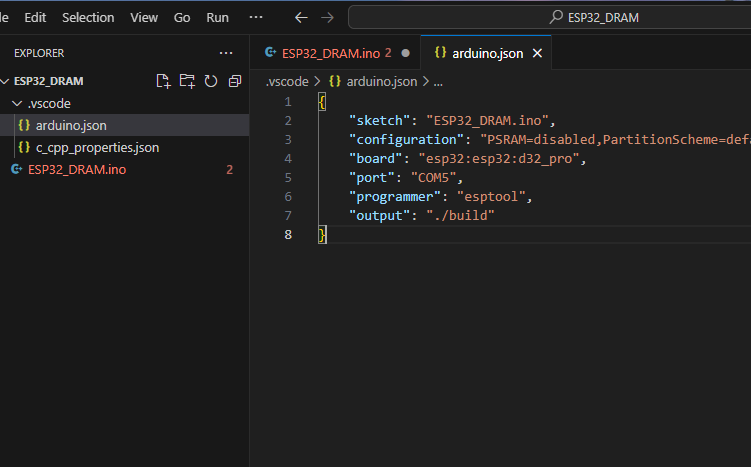 Edit Selection View Go Run ··· ESP32_DRAM
EXPLORER ···
ESP32_DRAM
.vscode
{} arduino.json
{} c_cpp_properties.json
ESP32_DRAM.ino 2
ESP32_DRAM.ino 2 ●
{} arduino.json ×
.vscode > {} arduino.json > ...
1 {
2 "sketch": "ESP32_DRAM.ino",
3 "configuration": "PSRAM=disabled,PartitionScheme=defa
4 "board": "esp32:esp32:d32_pro",
5 "port": "COM5",
6 "programmer": "esptool",
7 "output": "./build"
8 }